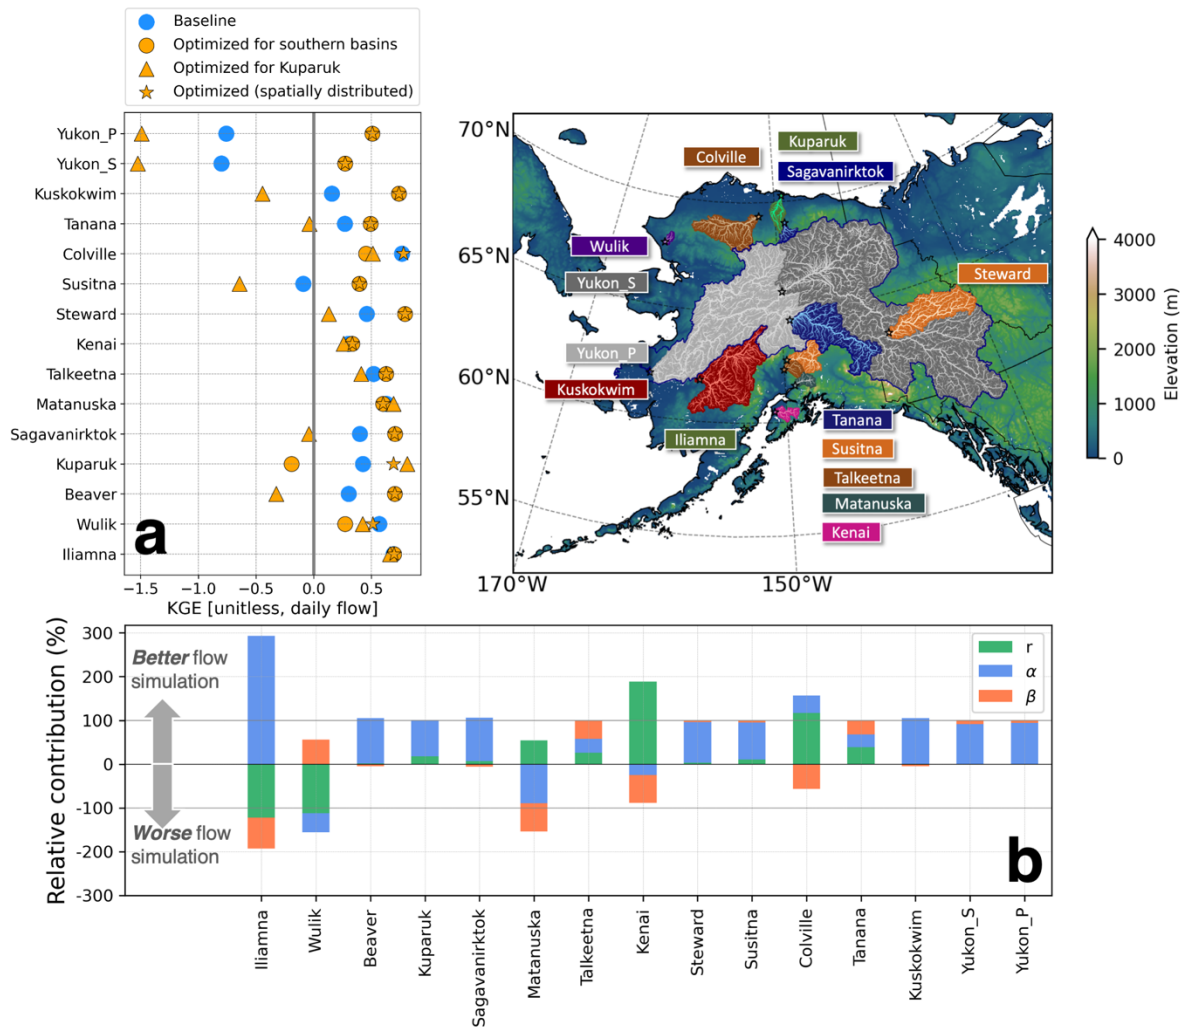 Baseline
Optimized for southern basins
Optimized for Kuparuk
Optimized (spatially distributed)
Yukon_P
Yukon_S
Kuskokwim
Tanana
Colville
Susitna
Steward
Kenai
Talkeetna
Matanuska
Sagavanirktok
Kuparuk
Beaver
Wulik
Iliamna
a
−1.5 −1.0 −0.5 0.0 0.5
KGE [unitless, daily flow]
70°N
65°N
60°N
55°N
170°W
150°W
Kuparuk
Colville
Sagavanirktok
Wulik
Steward
Yukon_S
Yukon_P
Kuskokwim
Iliamna
Tanana
Susitna
Talkeetna
Matanuska
Kenai
4000
3000
2000
1000
0
Elevation (m)
Relative contribution (%)
300
200
100
0
-100
-200
-300
Better flow
simulation
Worse flow
simulation
r
α
β
b
Iliamna
Wulik
Beaver
Kuparuk
Sagavanirktok
Matanuska
Talkeetna
Kenai
Steward
Susitna
Colville
Tanana
Kuskokwim
Yukon_S
Yukon_P